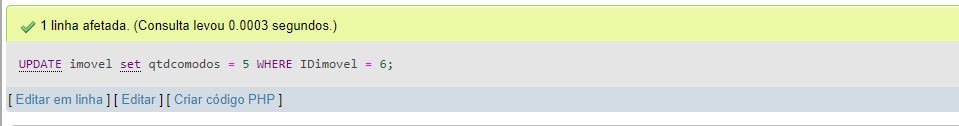 1 linha afetada. (Consulta levou 0.0003 segundos.)
UPDATE imovel set qtdcomodos = 5 WHERE IDimovel = 6;
[ Editar em linha ] [ Editar ] [ Criar código PHP ]